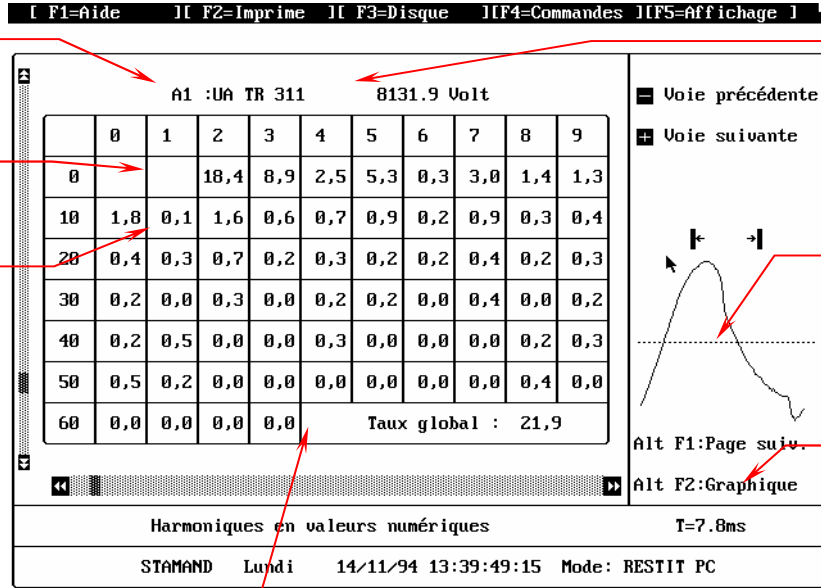 [ F1=Aide ][ F2=Imprime ][ F3=Disque ][F4=Commandes ][F5=Affichage ]
A1 :UA TR 311 8131.9 Volt
- Voie précédente
+ Voie suivante
0 1 2 3 4 5 6 7 8 9
0 18,4 8,9 2,5 5,3 0,3 3,0 1,4 1,3
10 1,8 0,1 1,6 0,6 0,7 0,9 0,2 0,9 0,3 0,4
20 0,4 0,3 0,7 0,2 0,3 0,2 0,2 0,4 0,2 0,3
30 0,2 0,0 0,3 0,0 0,2 0,2 0,0 0,4 0,0 0,2
40 0,2 0,5 0,0 0,0 0,3 0,0 0,0 0,0 0,2 0,3
50 0,5 0,2 0,0 0,0 0,0 0,0 0,0 0,0 0,4 0,0
60 0,0 0,0 0,0 0,0 Taux global : 21,9
Alt F1:Page suiv.
Alt F2:Graphique
Harmoniques en valeurs numériques T=7.8ms
STAMAND Lundi 14/11/94 13:39:49:15 Mode: RESTIT PC